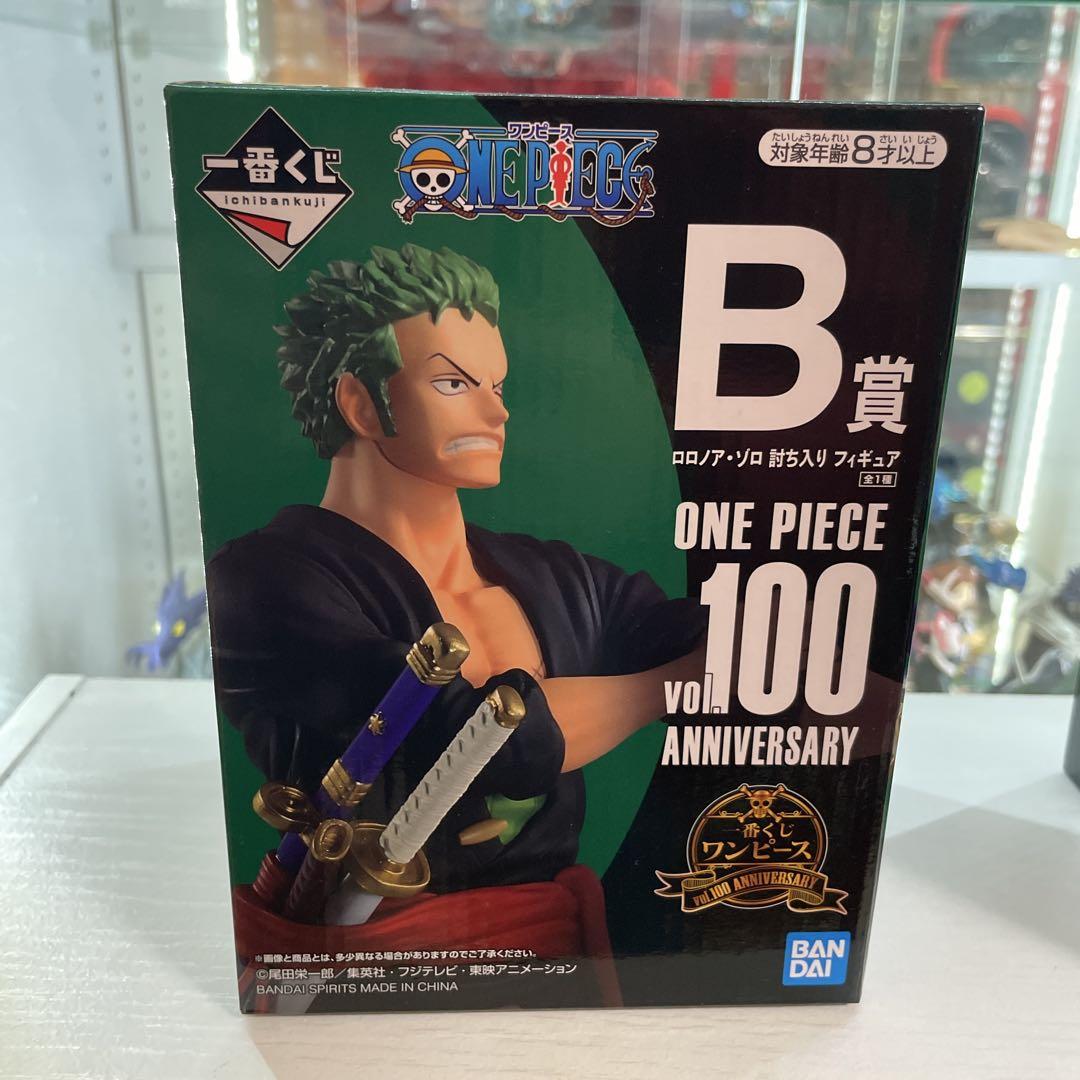 一番くじ
ichibankuji
ワンピース
ONE PIECE
たいしょうねんれい さい い じょう
対象年齢8才以上
B賞
ロロノア・ゾロ 討ち入り フィギュア
全1種
ONE PIECE
vol.100
ANNIVERSARY
一番くじ
ワンピース
vol.100 ANNIVERSARY
BAN
DAI
※画像と商品とは、多少異なる場合がありますのでご了承ください。
©尾田栄一郎／集英社・フジテレビ・東映アニメーション
BANDAI SPIRITS MADE IN CHINA